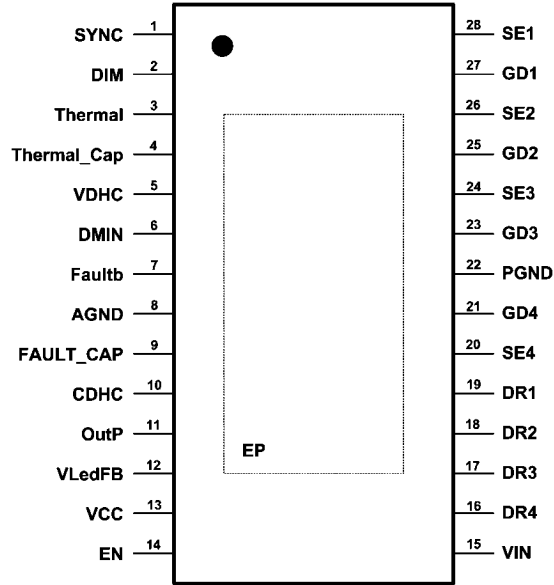 SYNC 1 28 SE1
DIM 2 27 GD1
Thermal 3 26 SE2
Thermal_Cap 4 25 GD2
VDHC 5 24 SE3
DMIN 6 23 GD3
Faultb 7 22 PGND
AGND 8 21 GD4
FAULT_CAP 9 20 SE4
CDHC 10 19 DR1
OutP 11 18 DR2
EP
VLedFB 12 17 DR3
VCC 13 16 DR4
EN 14 15 VIN